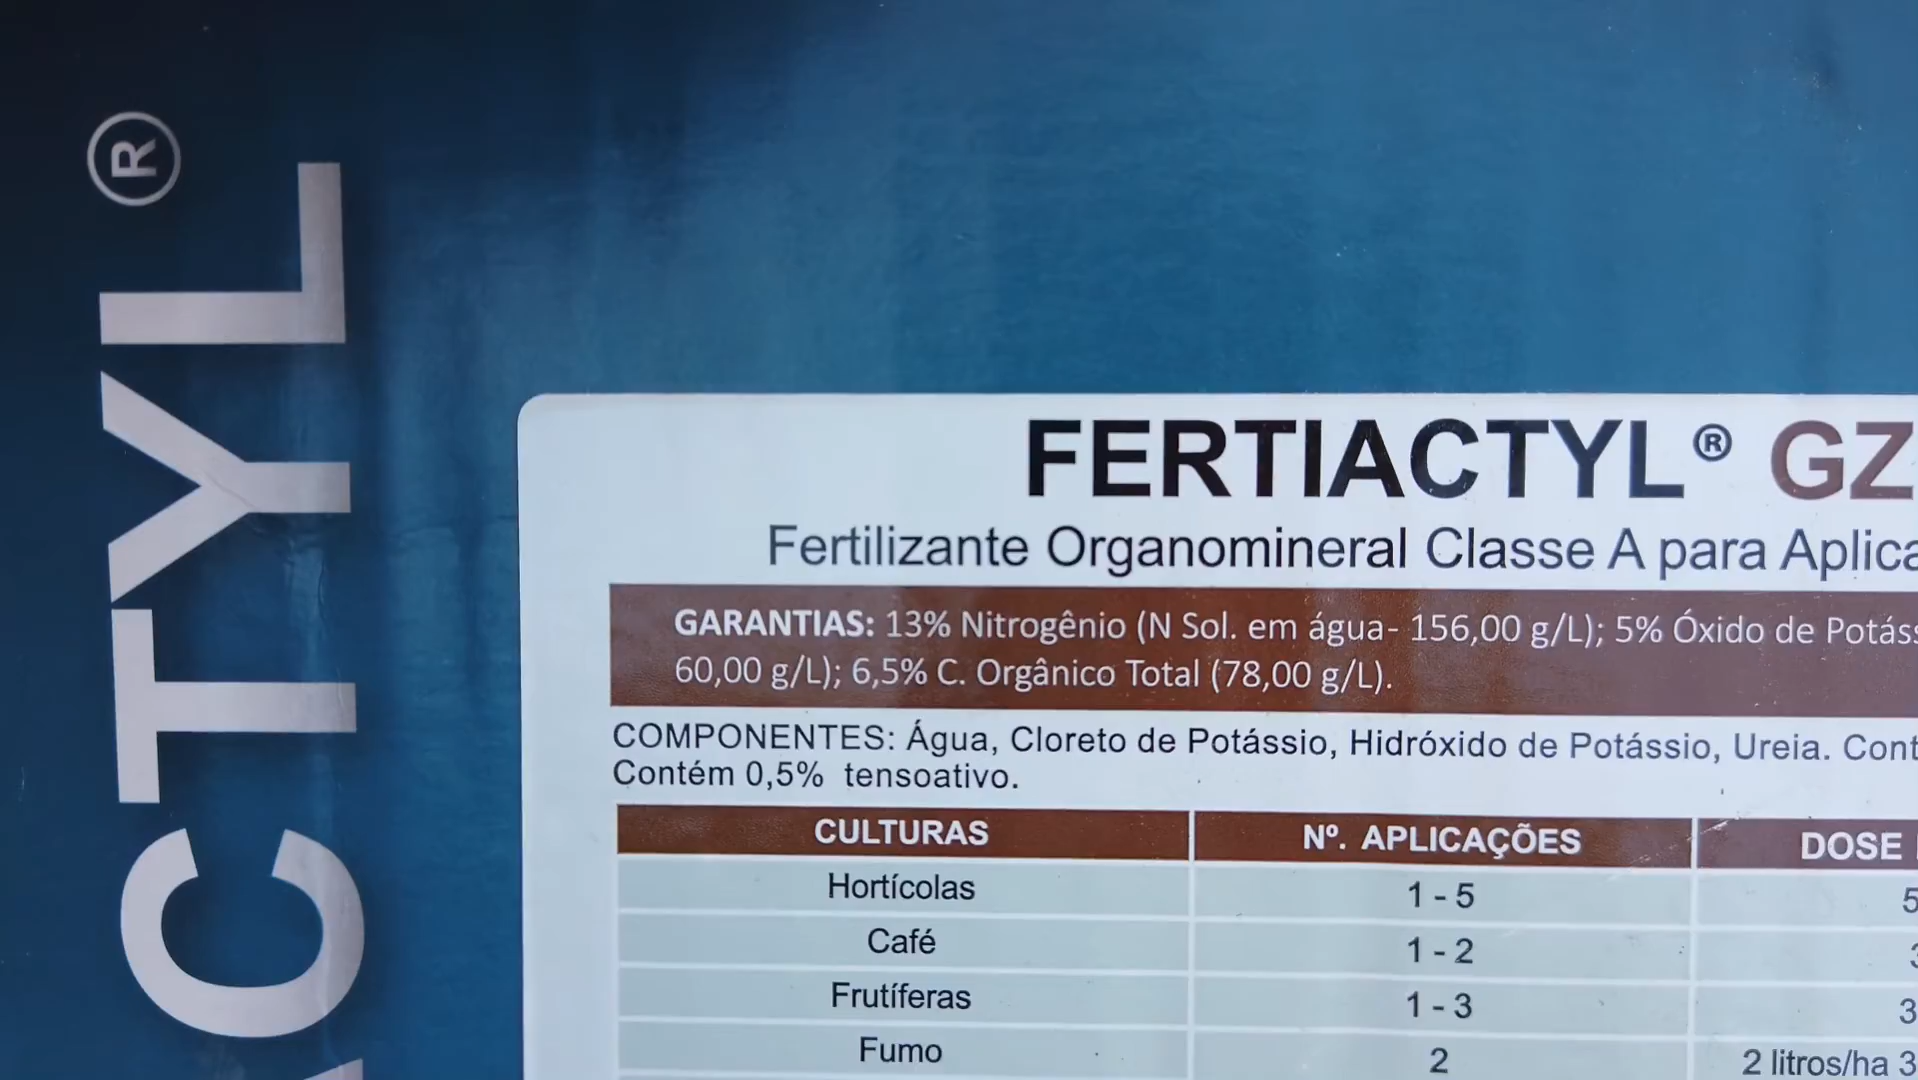 CTYL®
FERTIACTYL® GZ
Fertilizante Organomineral Classe A para
GARANTIAS: 13% Nitrogênio (N Sol. em água- 156,00 g/L); 5% Óxido de
60,00 g/L); 6,5% C. Orgânico Total (78,00 g/L).
COMPONENTES: Água, Cloreto de Potássio, Hidróxido de Potássio, Ureia.
Contém 0,5% tensoativo.
CULTURAS Nº. APLICAÇÕES DOSE
Hortícolas 1 - 5 5
Café 1 - 2
Frutíferas 1 - 3 3
Fumo 2 2 litros/ha 3